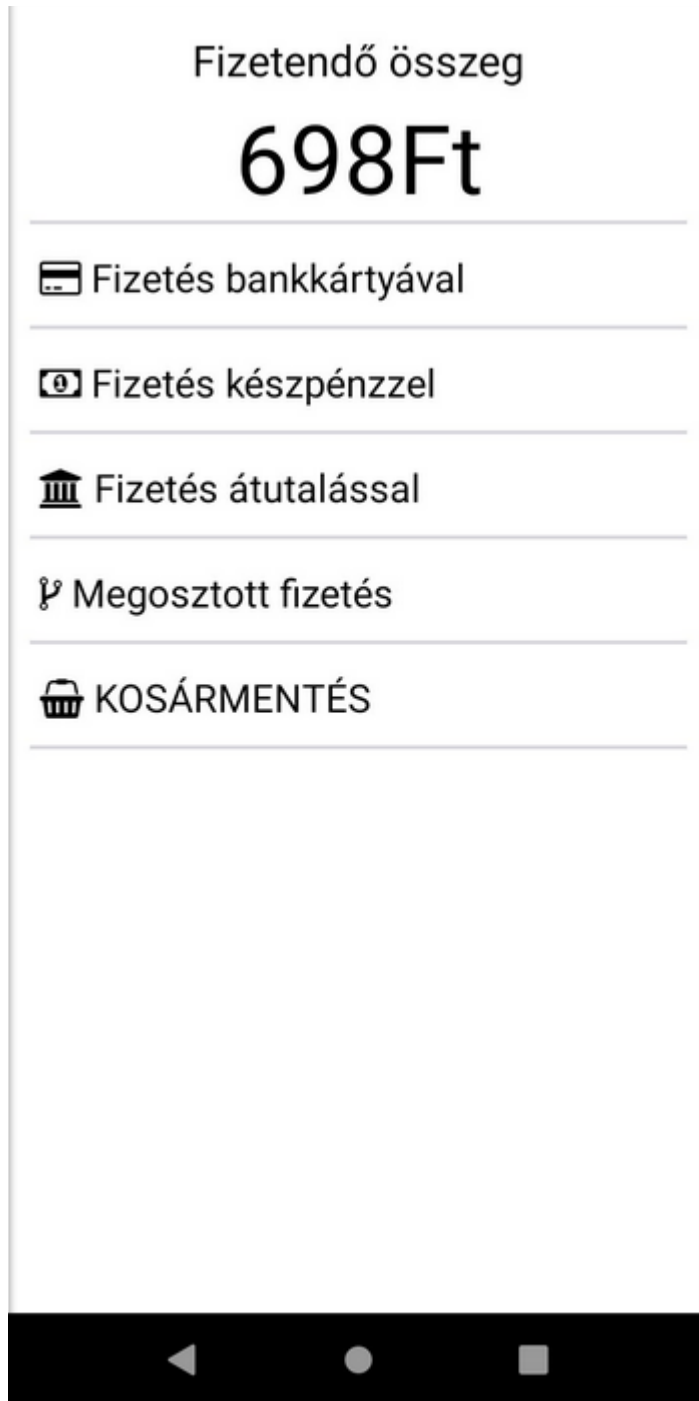 Fizetendő összeg
698Ft
Fizetés bankkártyával
Fizetés készpénzzel
Fizetés átutalással
Megosztott fizetés
KOSÁRMENTÉS